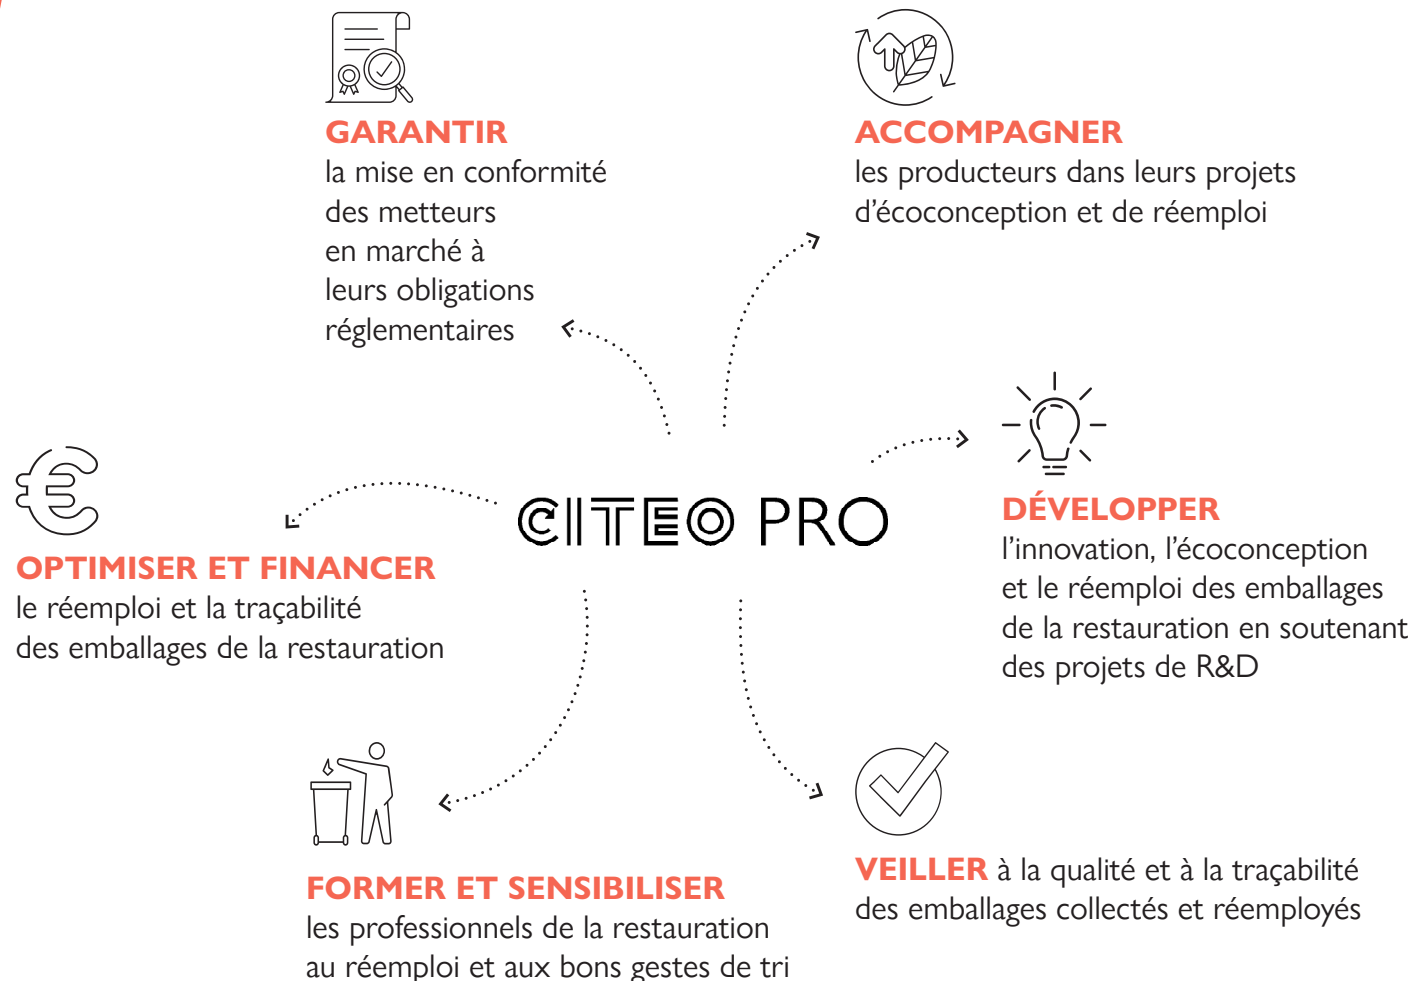 GARANTIR
la mise en conformité
des metteurs
en marché à
leurs obligations
réglementaires
ACCOMPAGNER
les producteurs dans leurs projets
d’écoconception et de réemploi
DÉVELOPPER
l’innovation, l’écoconception
et le réemploi des emballages
de la restauration en soutenant
des projets de R&D
CITEO PRO
OPTIMISER ET FINANCER
le réemploi et la traçabilité
des emballages de la restauration
FORMER ET SENSIBILISER
les professionnels de la restauration
au réemploi et aux bons gestes de tri
VEILLER à la qualité et à la traçabilité
des emballages collectés et réemployés